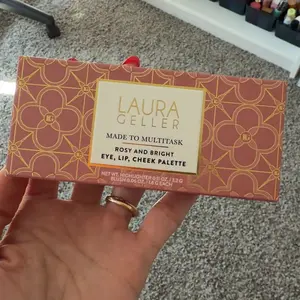 LAURA
GELLER
MADE TO MULTITASK
ROSY AND BRIGHT
EYE, LIP, CHEEK PALETTE